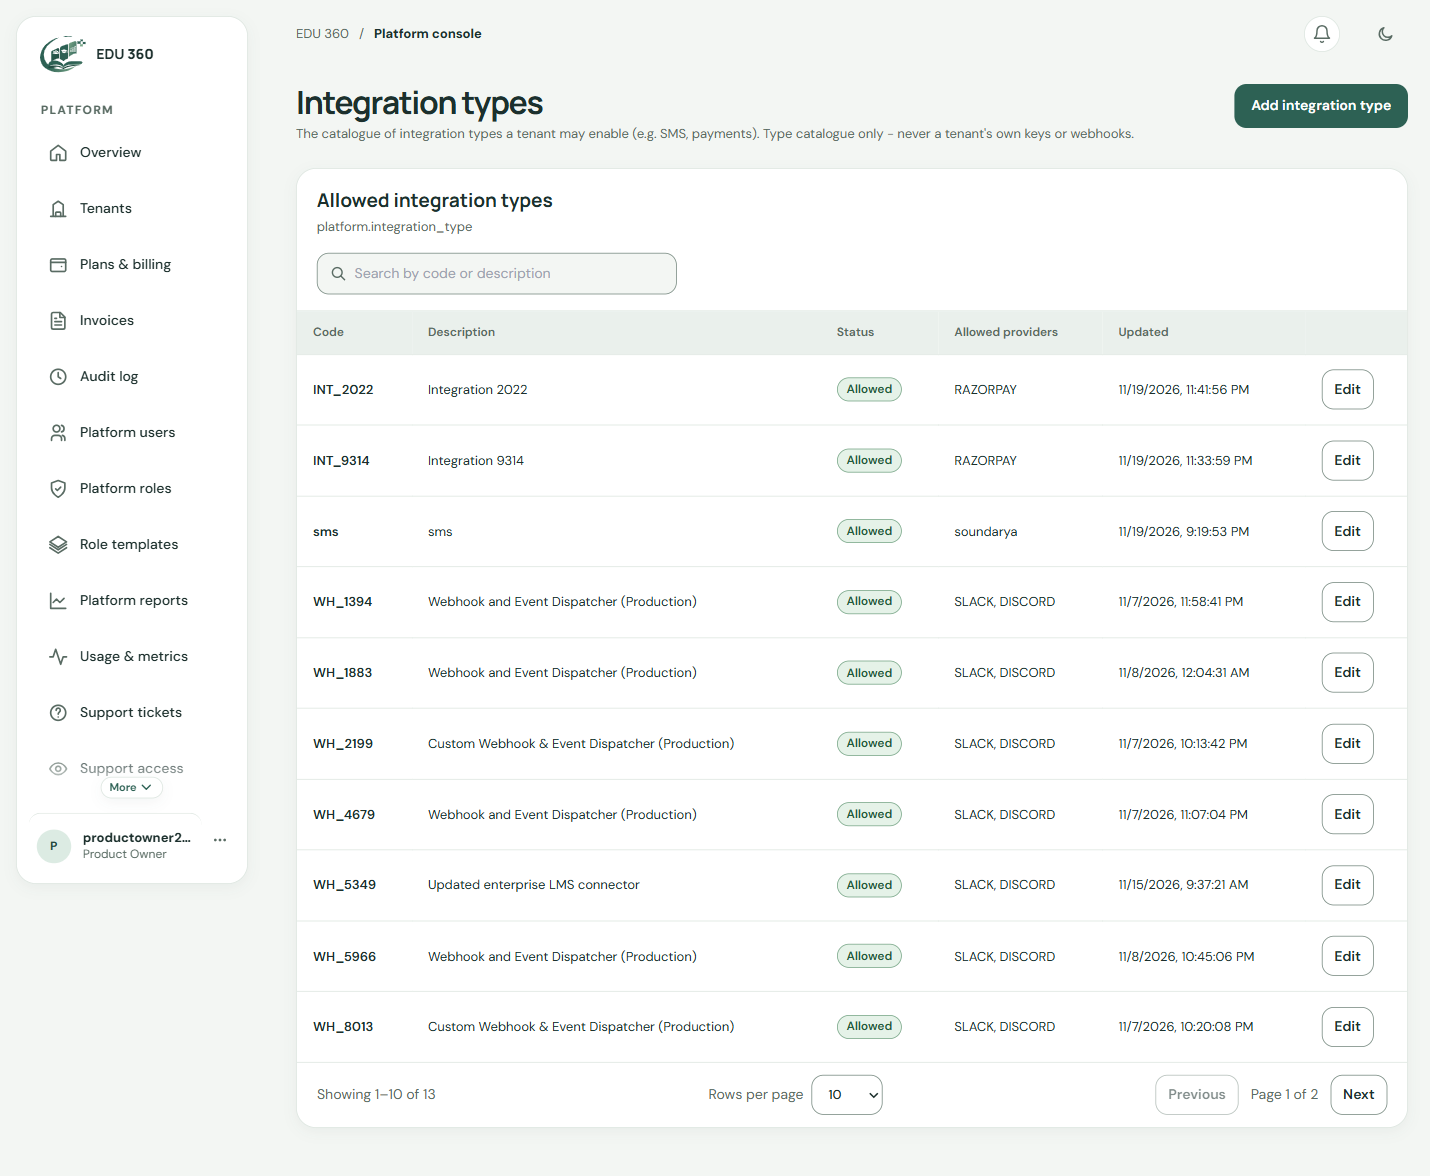 EDU 360
PLATFORM
Overview
Tenants
Plans & billing
Invoices
Audit log
Platform users
Platform roles
Role templates
Platform reports
Usage & metrics
Support tickets
Support access
More
P
productowner2...
Product Owner
EDU 360 / Platform console
Integration types
Add integration type
The catalogue of integration types a tenant may enable (e.g. SMS, payments). Type catalogue only - never a tenant's own keys or webhooks.
Allowed integration types
platform.integration_type
Search by code or description
Code Description Status Allowed providers Updated
INT_2022 Integration 2022 Allowed RAZORPAY 11/19/2026, 11:41:56 PM Edit
INT_9314 Integration 9314 Allowed RAZORPAY 11/19/2026, 11:33:59 PM Edit
sms sms Allowed soundarya 11/19/2026, 9:19:53 PM Edit
WH_1394 Webhook and Event Dispatcher (Production) Allowed SLACK, DISCORD 11/7/2026, 11:58:41 PM Edit
WH_1883 Webhook and Event Dispatcher (Production) Allowed SLACK, DISCORD 11/8/2026, 12:04:31 AM Edit
WH_2199 Custom Webhook & Event Dispatcher (Production) Allowed SLACK, DISCORD 11/7/2026, 10:13:42 PM Edit
WH_4679 Webhook and Event Dispatcher (Production) Allowed SLACK, DISCORD 11/7/2026, 11:07:04 PM Edit
WH_5349 Updated enterprise LMS connector Allowed SLACK, DISCORD 11/15/2026, 9:37:21 AM Edit
WH_5966 Webhook and Event Dispatcher (Production) Allowed SLACK, DISCORD 11/8/2026, 10:45:06 PM Edit
WH_8013 Custom Webhook & Event Dispatcher (Production) Allowed SLACK, DISCORD 11/7/2026, 10:20:08 PM Edit
Showing 1–10 of 13 Rows per page 10 Previous Page 1 of 2 Next